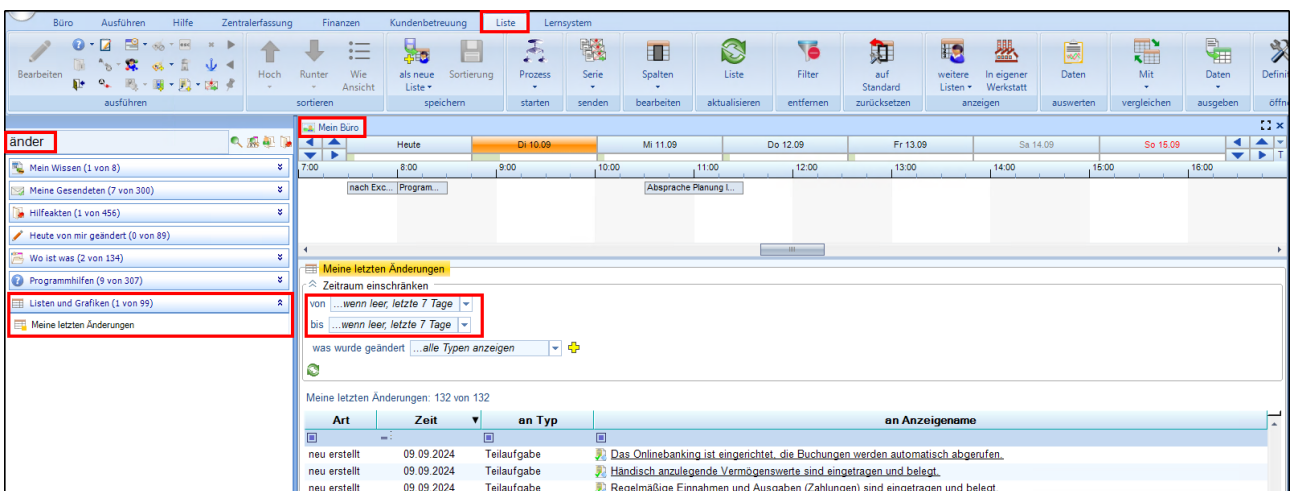 Büro Ausführen Hilfe Zentralerfassung Finanzen Kundenbetreuung Liste Lernsystem
Bearbeiten Hoch Runter Wie Ansicht als neue Liste Sortierung Prozess Serie Spalten Liste Filter auf Standard weitere Listen In eigener Werkstatt Daten Mit Daten
ausführen sortieren speichern starten senden bearbeiten aktualisieren entfernen zurücksetzen anzeigen auswerten vergleichen ausgeben
änder
Mein Wissen (1 von 8)
Meine Gesendeten (7 von 300)
Hilfeakten (1 von 456)
Heute von mir geändert (0 von 89)
Wo ist was (2 von 134)
Programmhilfen (9 von 307)
Listen und Grafiken (1 von 99)
Meine letzten Änderungen
Mein Büro
Heute Di 10.09 Mi 11.09 Do 12.09 Fr 13.09 Sa 14.09 So 15.09 T
7:00 8:00 9:00 10:00 11:00 12:00 13:00 14:00 15:00 16:00
nach Exc... Program... Absprache Planung I...
Meine letzten Änderungen
Zeitraum einschränken
von ...wenn leer, letzte 7 Tage
bis ...wenn leer, letzte 7 Tage
was wurde geändert ...alle Typen anzeigen
Meine letzten Änderungen: 132 von 132
Art Zeit an Typ an Anzeigename
neu erstellt 09.09.2024 Teilaufgabe Das Onlinebanking ist eingerichtet, die Buchungen werden automatisch abgerufen.
neu erstellt 09.09.2024 Teilaufgabe Händisch anzulegende Vermögenswerte sind eingetragen und belegt.
neu erstellt 09.09.2024 Teilaufgabe Regelmäßige Einnahmen und Ausgaben (Zahlungen) sind eingetragen und belegt